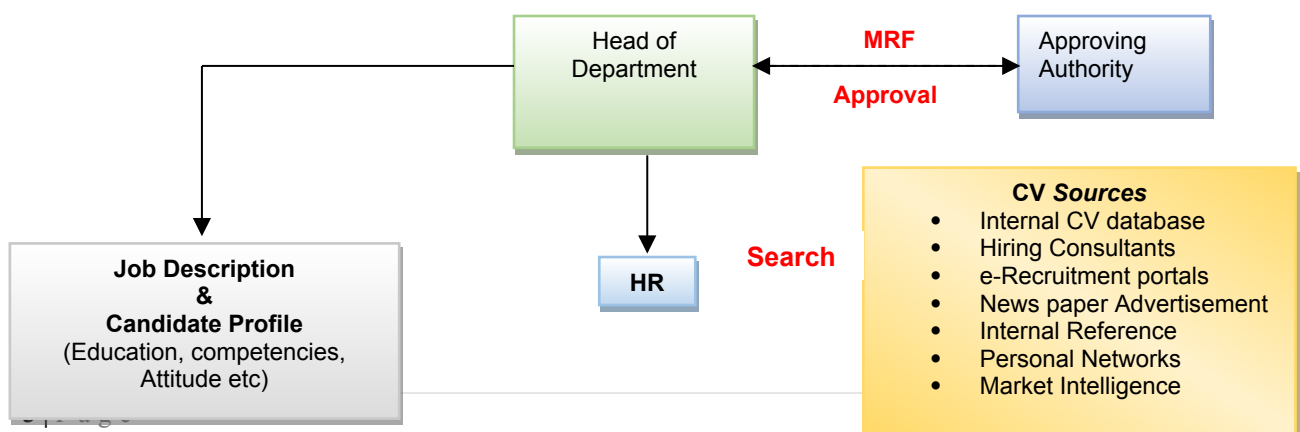 Head of
Department
MRF
Approval
Approving
Authority
Job Description
&
Candidate Profile
(Education, competencies,
Attitude etc)
HR
Search
CV Sources
• Internal CV database
• Hiring Consultants
• e-Recruitment portals
• News paper Advertisement
• Internal Reference
• Personal Networks
• Market Intelligence